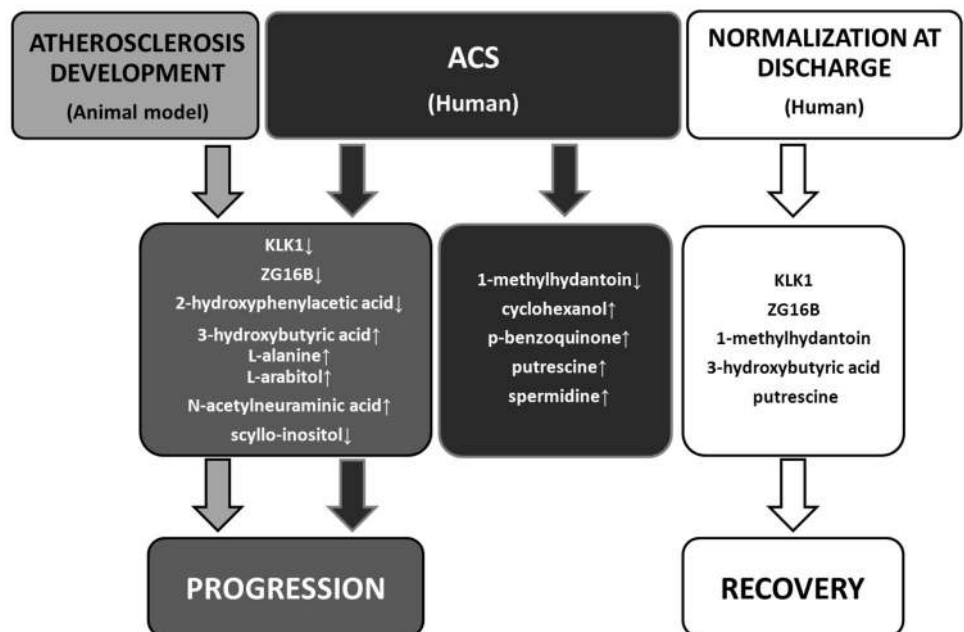 ATHEROSCLEROSIS
DEVELOPMENT
(Animal model)
ACS
(Human)
NORMALIZATION AT
DISCHARGE
(Human)
KLK1↓
ZG16B↓
2-hydroxyphenylacetic acid↓
3-hydroxybutyric acid↑
L-alanine↑
L-arabitol↑
N-acetylneuraminic acid↑
scyllo-inositol↓
1-methylhydantoin↓
cyclohexanol↑
p-benzoquinone↑
putrescine↑
spermidine↑
KLK1
ZG16B
1-methylhydantoin
3-hydroxybutyric acid
putrescine
PROGRESSION
RECOVERY